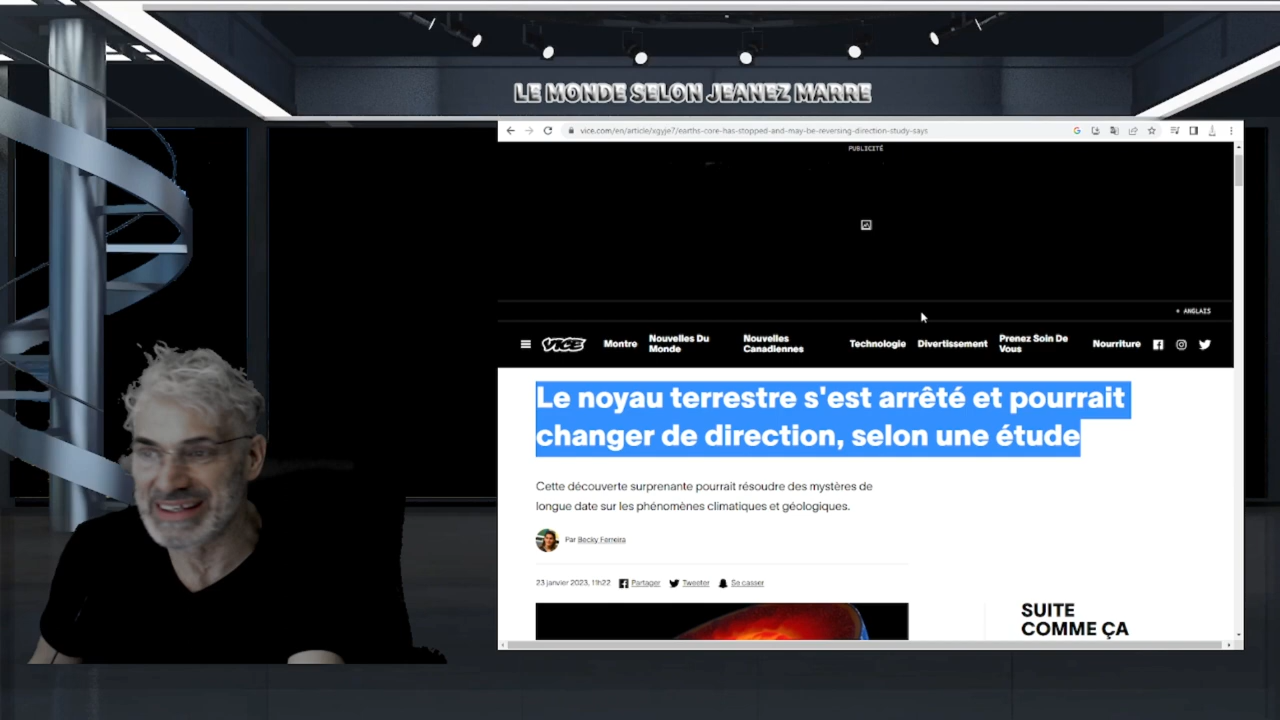 LE MONDE SELON JEANEZ MARRE
vice.com/en/article/xgyje7/earths-core-has-stopped-and-may-be-reversing-direction-study-says
PUBLICITÉ
+ ANGLAIS
VICE
Montre
Nouvelles Du
Monde
Nouvelles
Canadiennes
Technologie
Divertissement
Prenez Soin De
Vous
Nourriture
Le noyau terrestre s'est arrêté et pourrait
changer de direction, selon une étude
Cette découverte surprenante pourrait résoudre des mystères de
longue date sur les phénomènes climatiques et géologiques.
Par Becky Ferreira
23 janvier 2023, 11h22 Partager Tweeter Se casser
SUITE
COMME ÇA